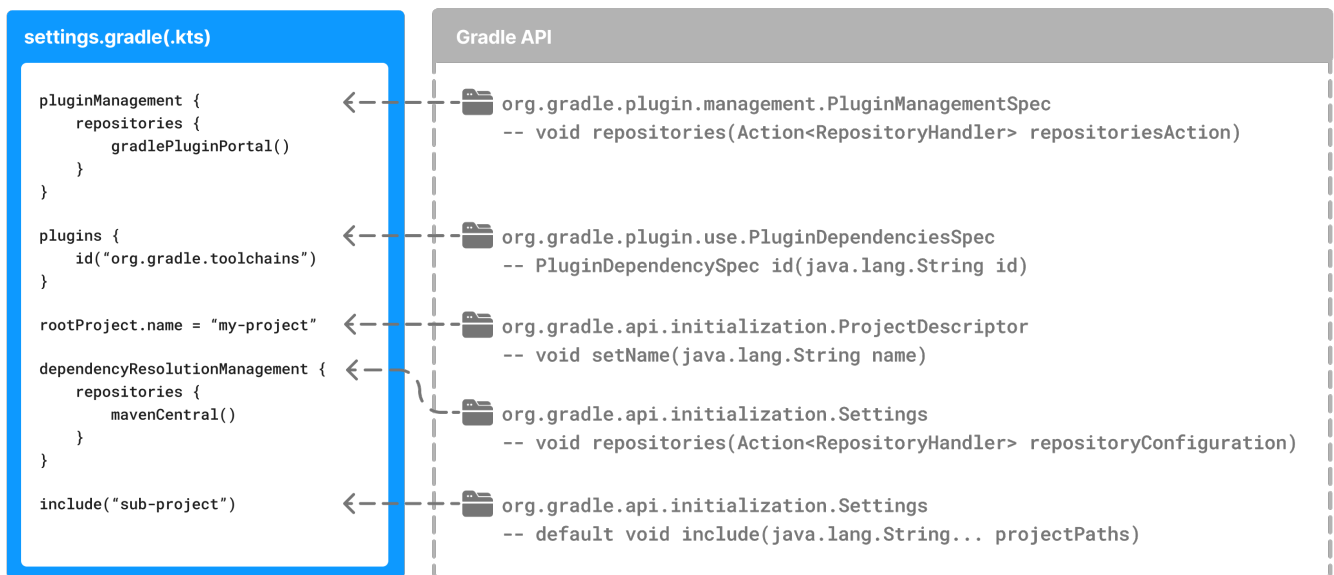 settings.gradle(.kts)
pluginManagement {
    repositories {
        gradlePluginPortal()
    }
}
plugins {
    id(“org.gradle.toolchains”)
}
rootProject.name = “my-project”
dependencyResolutionManagement {
    repositories {
        mavenCentral()
    }
}
include(“sub-project”)
Gradle API
org.gradle.plugin.management.PluginManagementSpec
-- void repositories(Action<RepositoryHandler> repositoriesAction)
org.gradle.plugin.use.PluginDependenciesSpec
-- PluginDependencySpec id(java.lang.String id)
org.gradle.api.initialization.ProjectDescriptor
-- void setName(java.lang.String name)
org.gradle.api.initialization.Settings
-- void repositories(Action<RepositoryHandler> repositoryConfiguration)
org.gradle.api.initialization.Settings
-- default void include(java.lang.String... projectPaths)